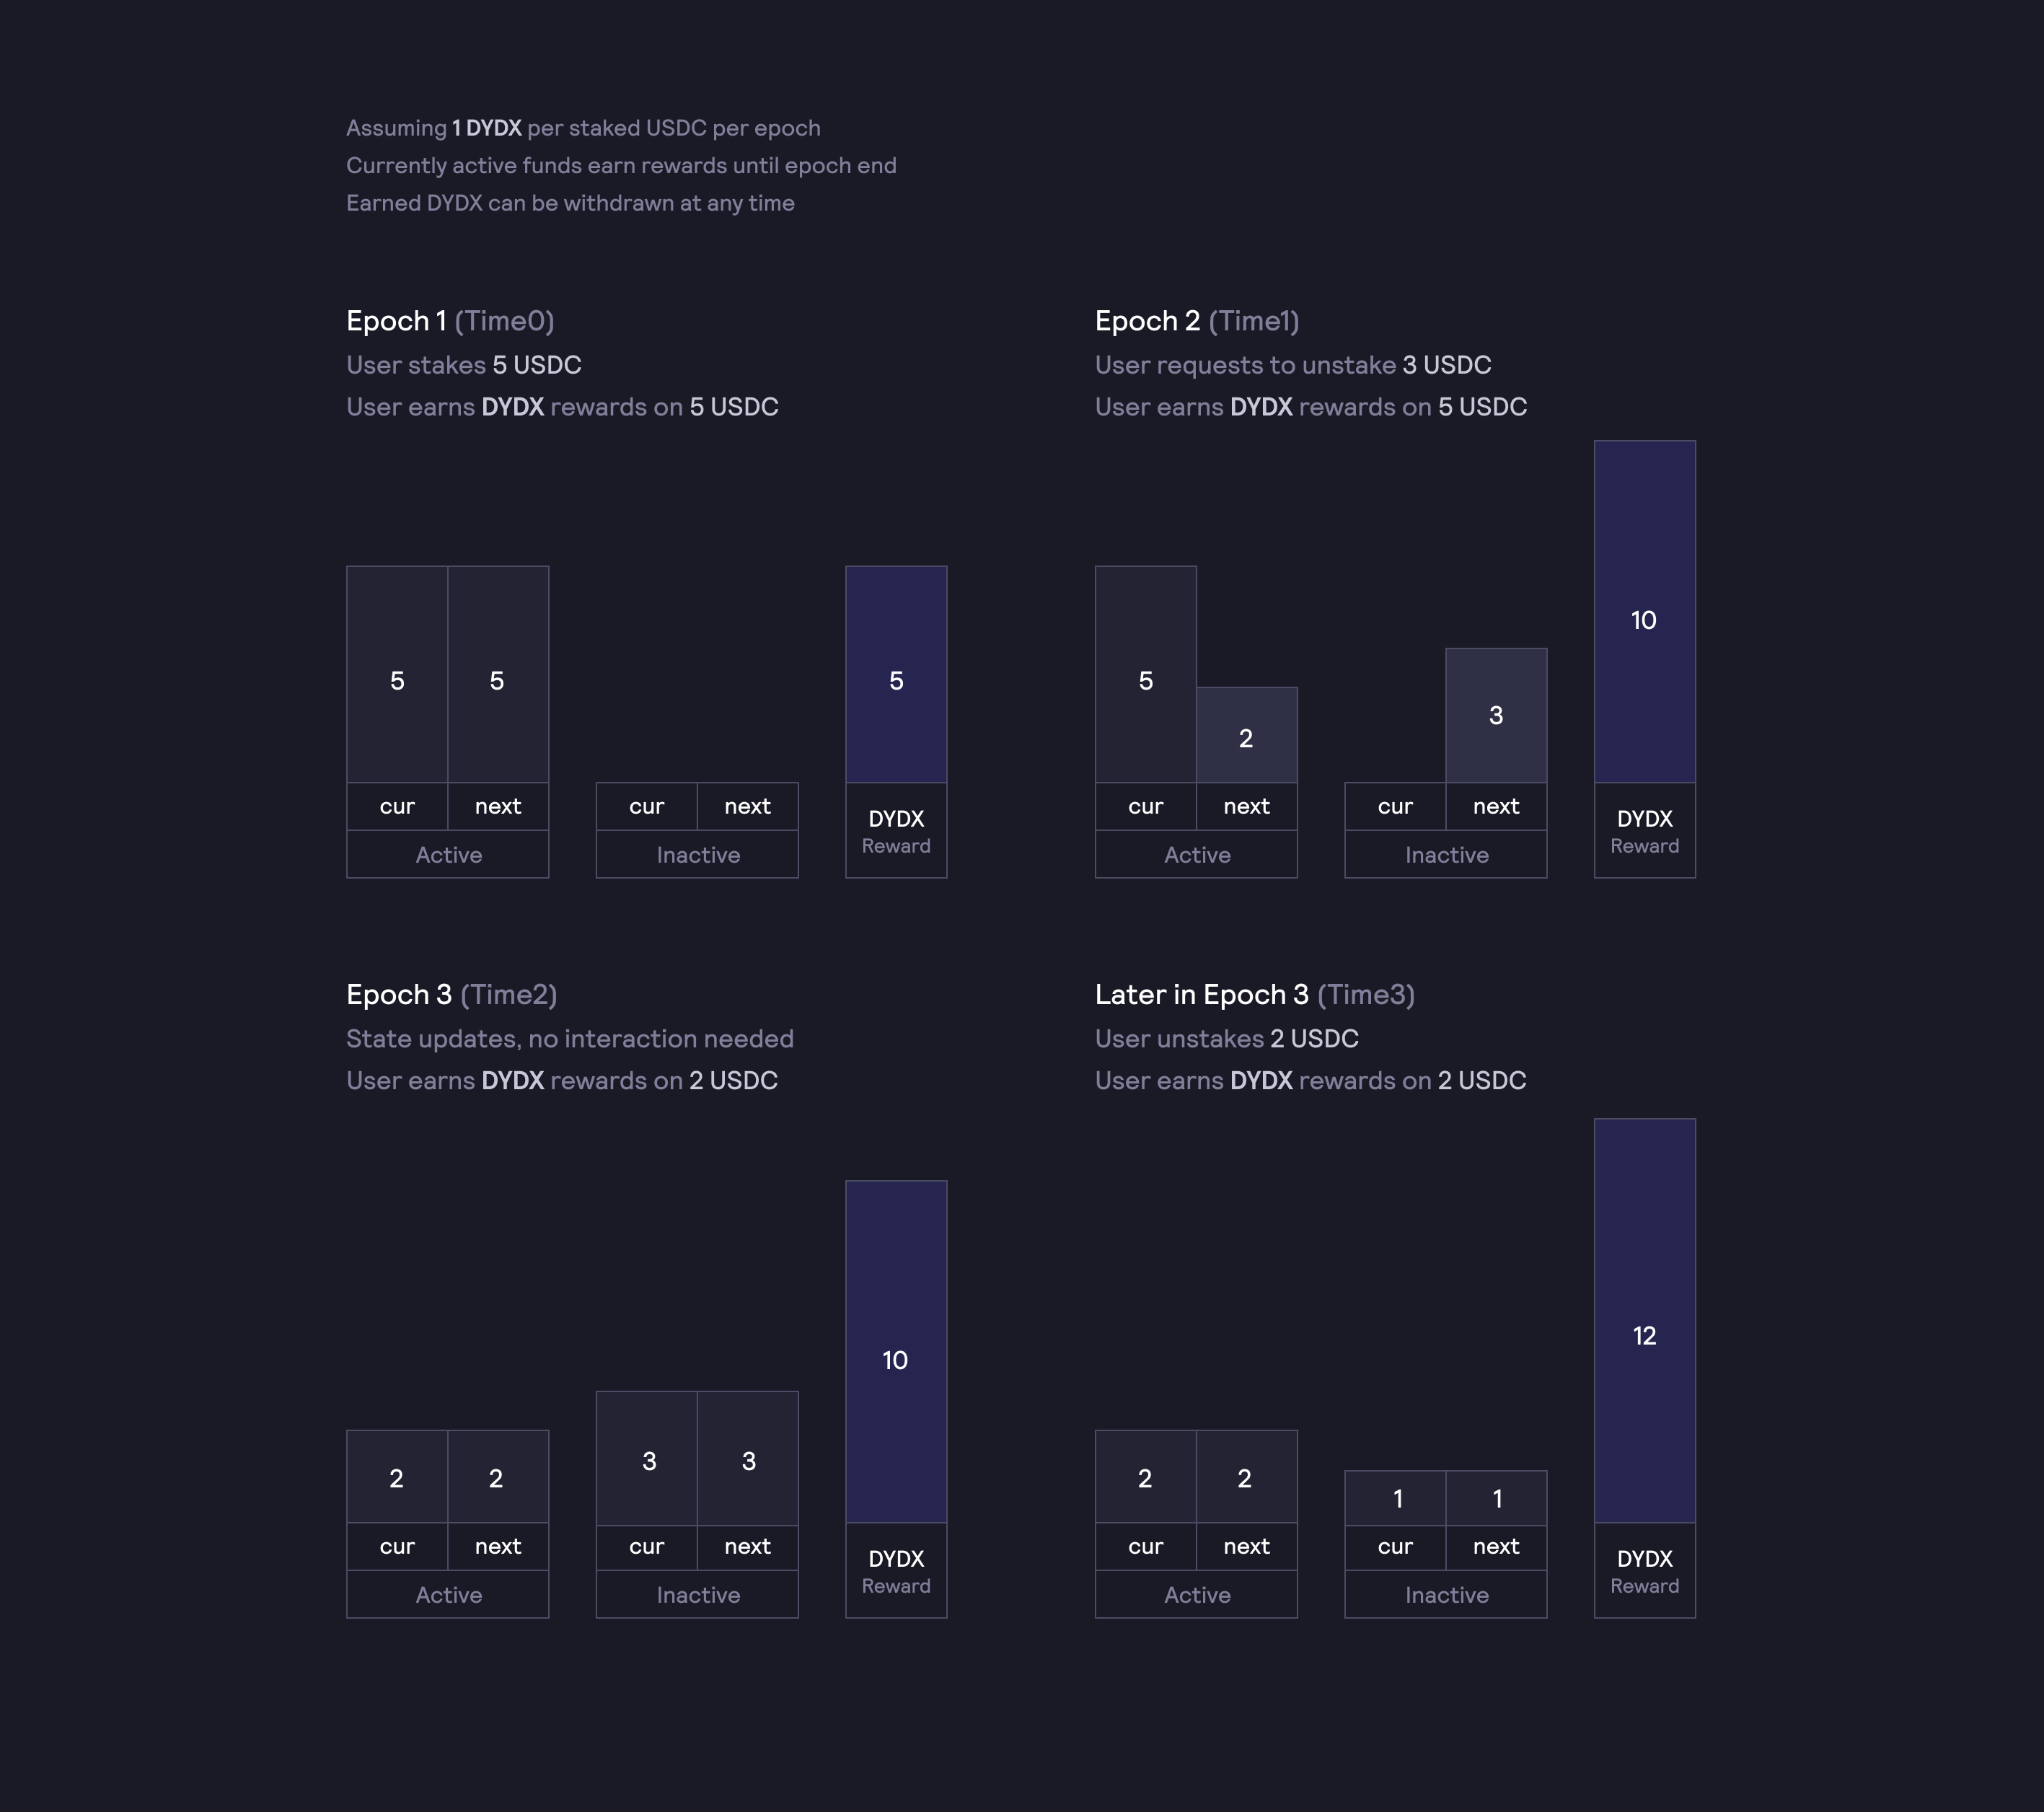 Assuming 1 DYDX per staked USDC per epoch
Currently active funds earn rewards until epoch end
Earned DYDX can be withdrawn at any time
Epoch 1 (Time0)
User stakes 5 USDC
User earns DYDX rewards on 5 USDC
5 5 5
cur next cur next DYDX
Reward
Active Inactive
Epoch 2 (Time1)
User requests to unstake 3 USDC
User earns DYDX rewards on 5 USDC
10
5 2 3
cur next cur next DYDX
Reward
Active Inactive
Epoch 3 (Time2)
State updates, no interaction needed
User earns DYDX rewards on 2 USDC
10
2 2 3 3
cur next cur next DYDX
Reward
Active Inactive
Later in Epoch 3 (Time3)
User unstakes 2 USDC
User earns DYDX rewards on 2 USDC
12
2 2 1 1
cur next cur next DYDX
Reward
Active Inactive